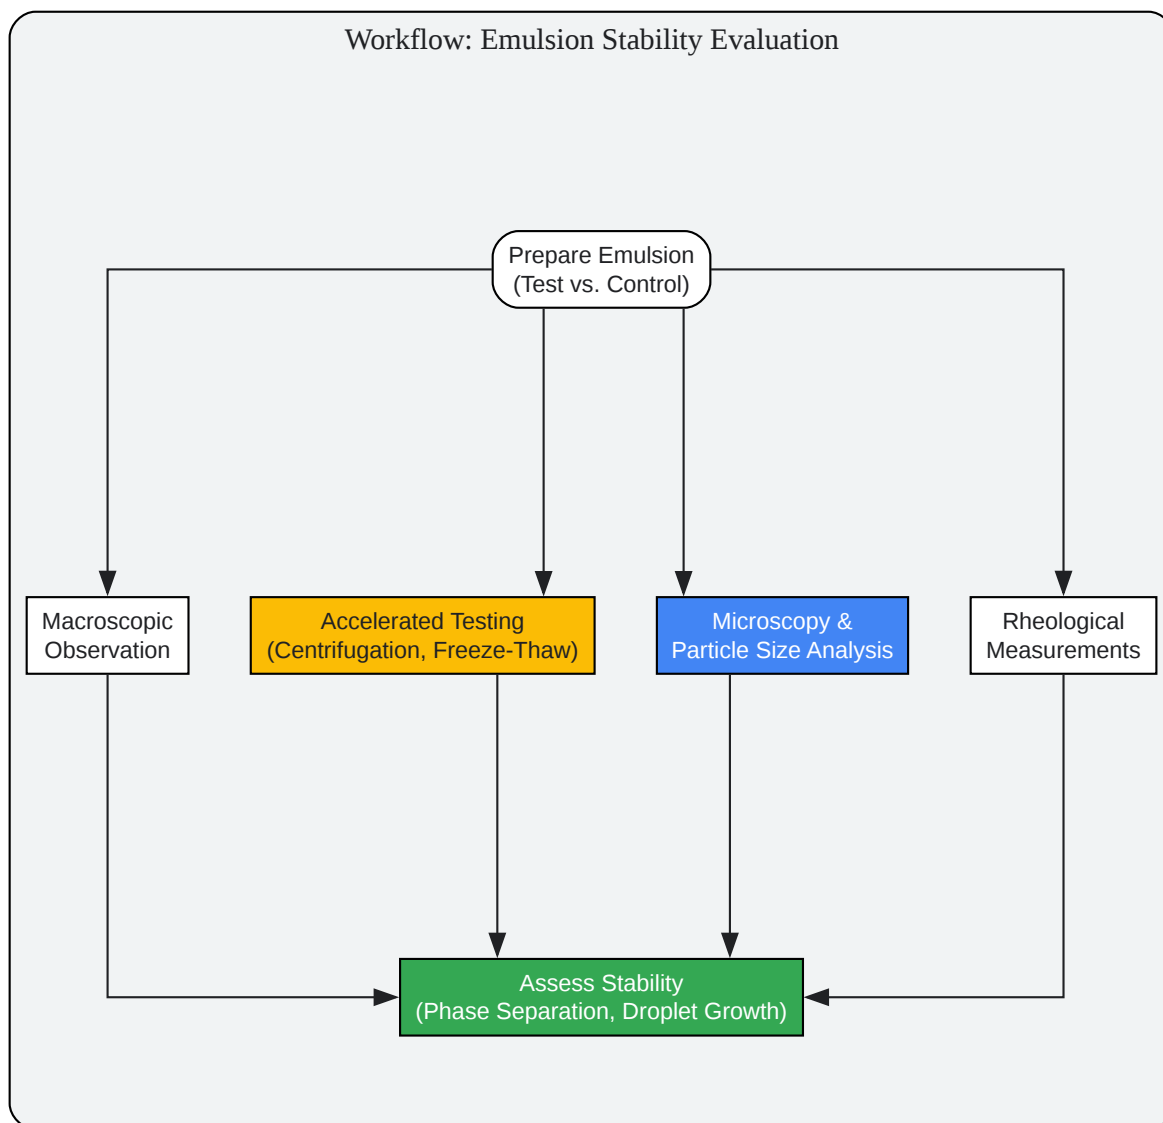 Workflow: Emulsion Stability Evaluation
Prepare Emulsion
(Test vs. Control)
Macroscopic
Observation
Accelerated Testing
(Centrifugation, Freeze-Thaw)
Microscopy &
Particle Size Analysis
Rheological
Measurements
Assess Stability
(Phase Separation, Droplet Growth)